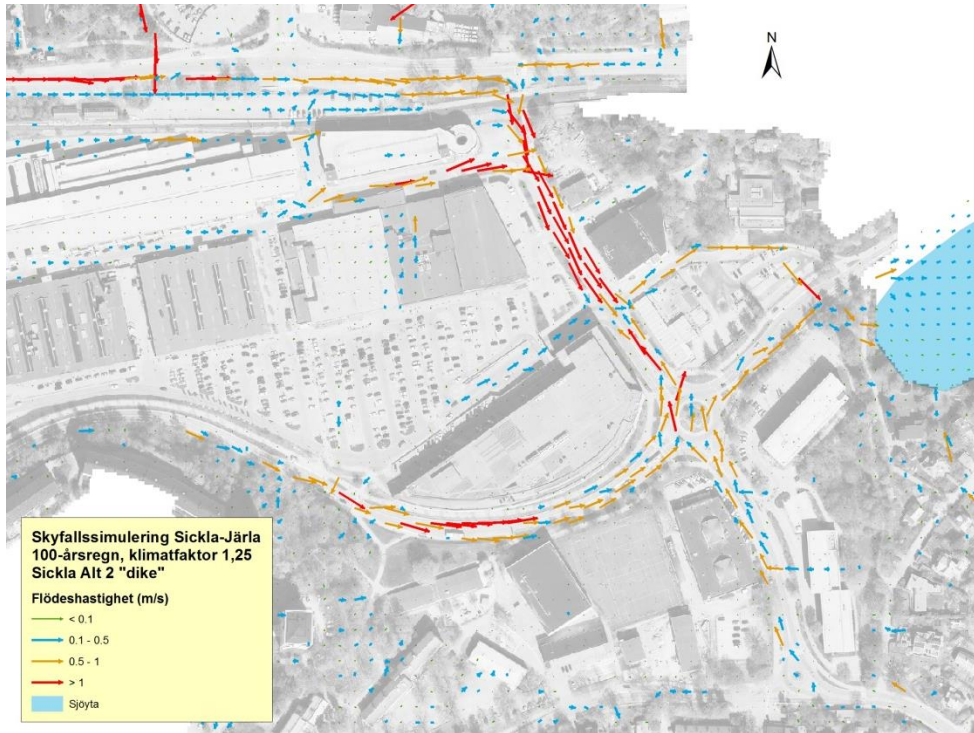 N
Skyfallssimulering Sickla-Järla
100-årsregn, klimatfaktor 1,25
Sickla Alt 2 "dike"
Flödeshastighet (m/s)
< 0.1
0.1 - 0.5
0.5 - 1
> 1
Sjöyta